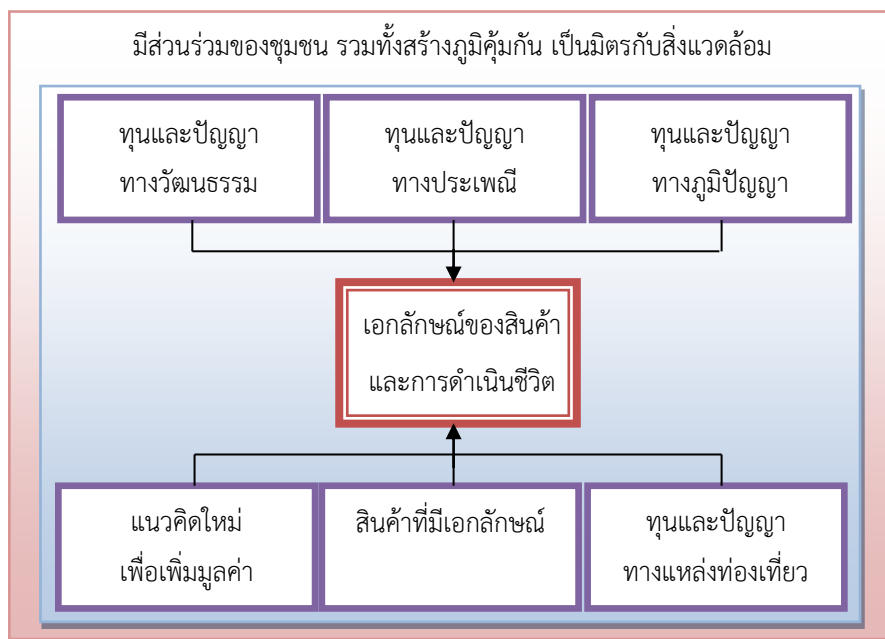 มีส่วนร่วมของชุมชน รวมทั้งสร้างภูมิคุ้มกัน เป็นมิตรกับสิ่งแวดล้อม
ทุนและปัญญา
ทางวัฒนธรรม
ทุนและปัญญา
ทางประเพณี
ทุนและปัญญา
ทางภูมิปัญญา
เอกลักษณ์ของสินค้า
และการดำเนินชีวิต
แนวคิดใหม่
เพื่อเพิ่มมูลค่า
สินค้าที่มีเอกลักษณ์
ทุนและปัญญา
ทางแหล่งท่องเที่ยว